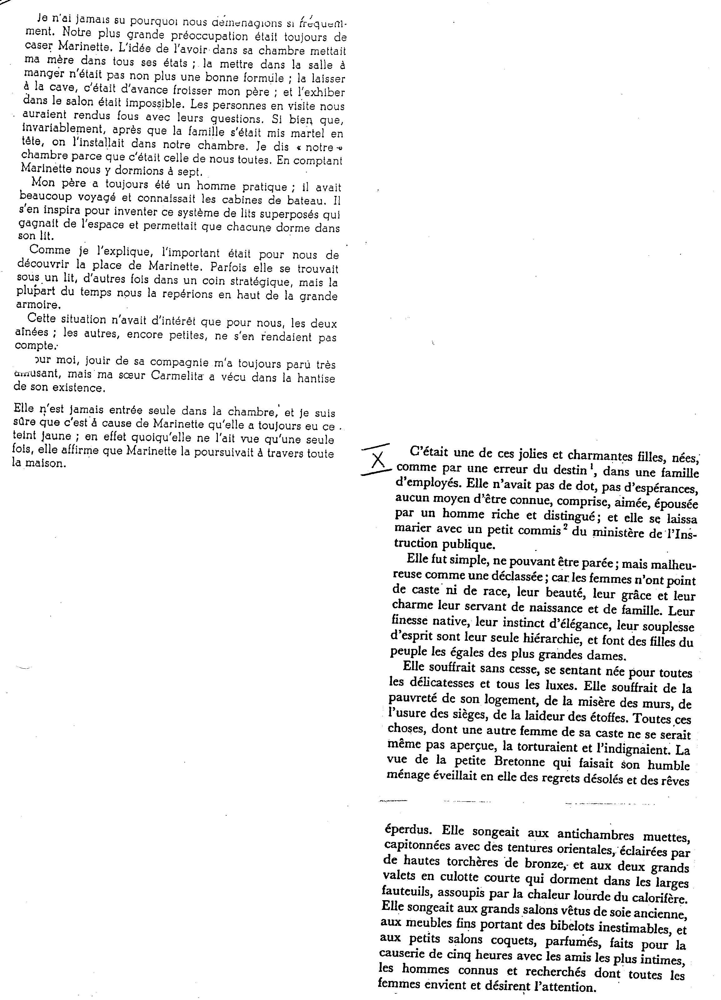 Je n'ai jamais su pourquoi nous déménagions si fréquem-
ment. Notre plus grande préoccupation était toujours de
caser Marinette. L'idée de l'avoir dans sa chambre mettait
ma mère dans tous ses états ; la mettre dans la salle à
manger n'était pas non plus une bonne formule ; la laisser
à la cave, c'était d'avance froisser mon père ; et l'exhiber
dans le salon était impossible. Les personnes en visite nous
auraient rendus fous avec leurs questions. Si bien que,
invariablement, après que la famille s'était mis martel en
tête, on l'installait dans notre chambre. Je dis « notre »
chambre parce que c'était celle de nous toutes. En comptant
Marinette nous y dormions à sept.
Mon père a toujours été un homme pratique ; il avait
beaucoup voyagé et connaissait les cabines de bateau. Il
s'en inspira pour inventer ce système de lits superposés qui
gagnait de l'espace et permettait que chacune dorme dans
son lit.
Comme je l'explique, l'important était pour nous de
découvrir la place de Marinette. Parfois elle se trouvait
sous un lit, d'autres fois dans un coin stratégique, mais la
plupart du temps nous la repérions en haut de la grande
armoire.
Cette situation n'avait d'intérêt que pour nous, les deux
aînées ; les autres, encore petites, ne s'en rendaient pas
compte.
our moi, jouir de sa compagnie m'a toujours paru très
amusant, mais ma sœur Carmelita a vécu dans la hantise
de son existence.
Elle n'est jamais entrée seule dans la chambre, et je suis
sûre que c'est à cause de Marinette qu'elle a toujours eu ce
teint jaune ; en effet quoiqu'elle ne l'ait vue qu'une seule
fois, elle affirme que Marinette la poursuivait à travers toute
la maison.
X
C'était une de ces jolies et charmantes filles, nées,
comme par une erreur du destin 1, dans une famille
d'employés. Elle n'avait pas de dot, pas d'espérances,
aucun moyen d'être connue, comprise, aimée, épousée
par un homme riche et distingué ; et elle se laissa
marier avec un petit commis 2 du ministère de l'Ins-
truction publique.
Elle fut simple, ne pouvant être parée ; mais malheu-
reuse comme une déclassée ; car les femmes n'ont point
de caste ni de race, leur beauté, leur grâce et leur
charme leur servant de naissance et de famille. Leur
finesse native, leur instinct d'élégance, leur souplesse
d'esprit sont leur seule hiérarchie, et font des filles du
peuple les égales des plus grandes dames.
Elle souffrait sans cesse, se sentant née pour toutes
les délicatesses et tous les luxes. Elle souffrait de la
pauvreté de son logement, de la misère des murs, de
l'usure des sièges, de la laideur des étoffes. Toutes ces
choses, dont une autre femme de sa caste ne se serait
même pas aperçue, la torturaient et l'indignaient. La
vue de la petite Bretonne qui faisait son humble
ménage éveillait en elle des regrets désolés et des rêves
éperdus. Elle songeait aux antichambres muettes,
capitonnées avec des tentures orientales, éclairées par
de hautes torchères de bronze, et aux deux grands
valets en culotte courte qui dorment dans les larges
fauteuils, assoupis par la chaleur lourde du calorifère.
Elle songeait aux grands salons vêtus de soie ancienne,
aux meubles fins portant des bibelots inestimables, et
aux petits salons coquets, parfumés, faits pour la
causerie de cinq heures avec les amis les plus intimes,
les hommes connus et recherchés dont toutes les
femmes envient et désirent l'attention.